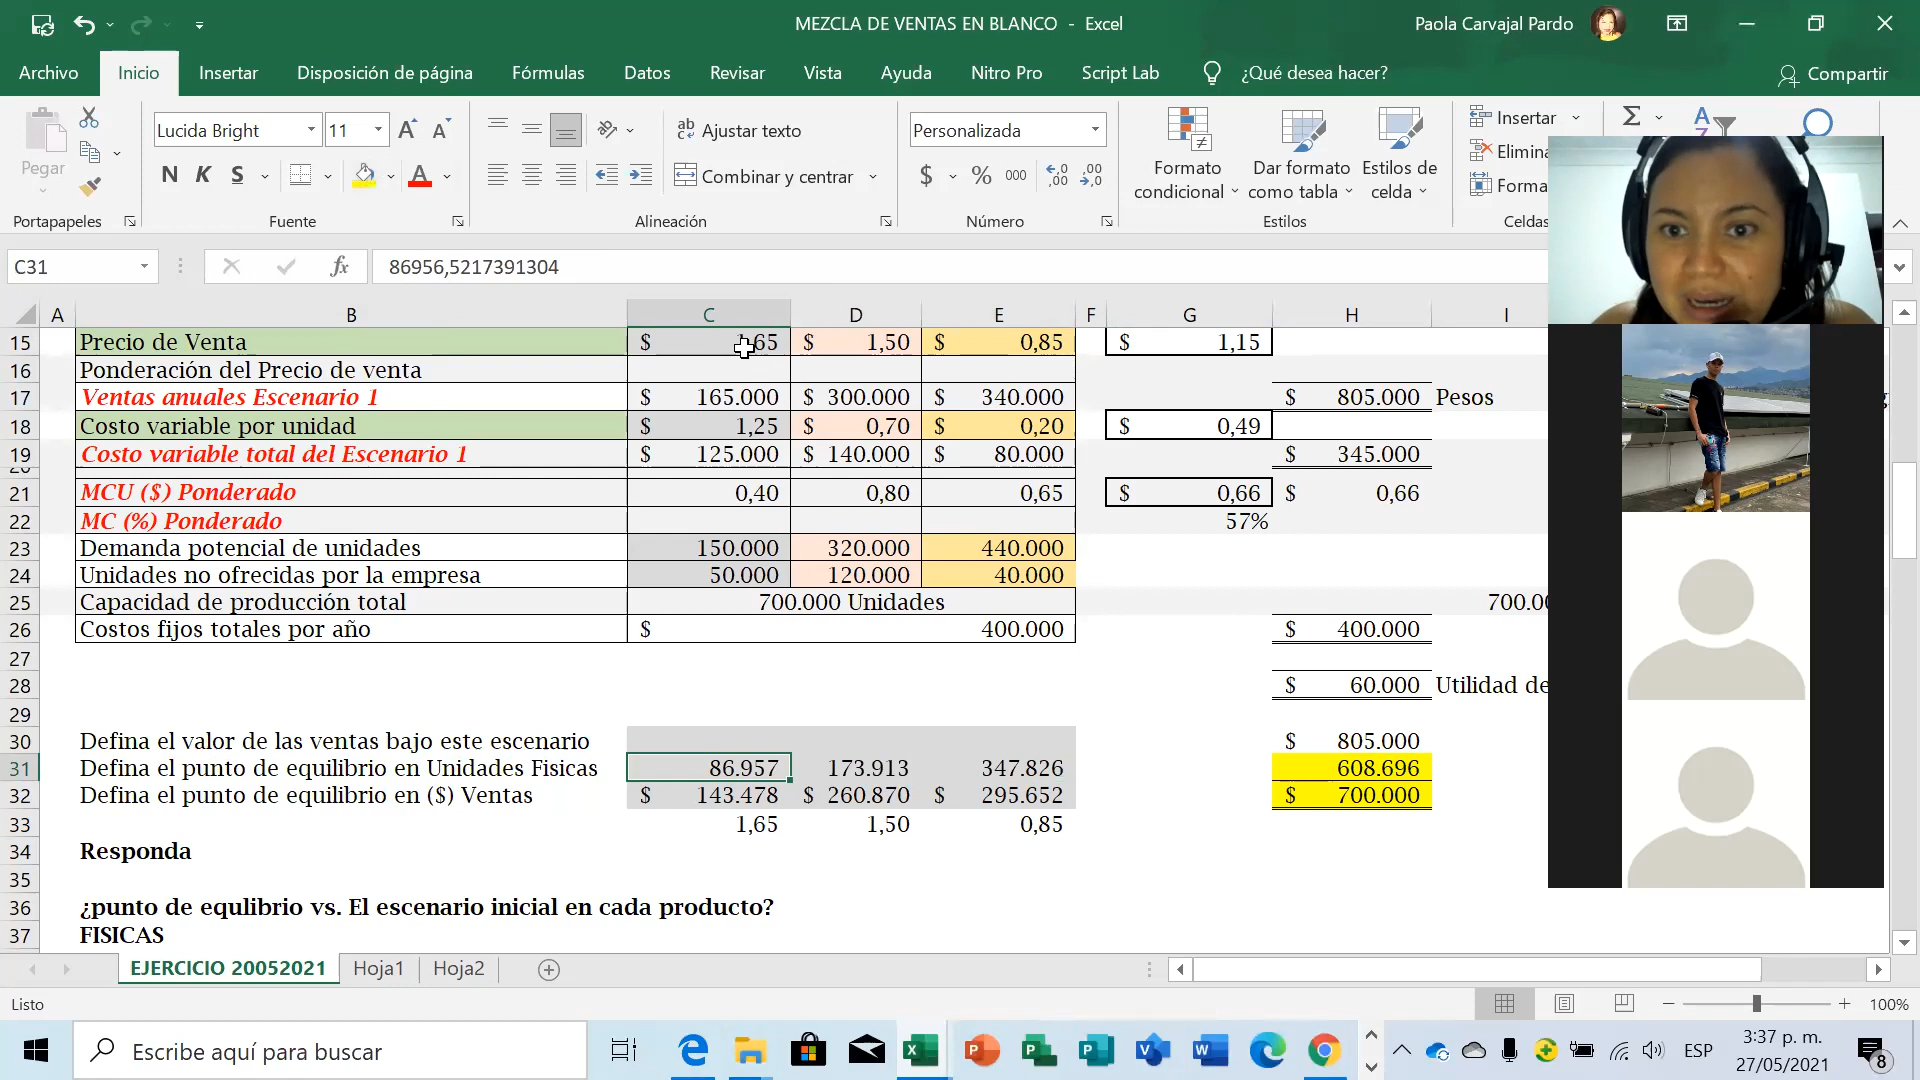 MEZCLA DE VENTAS EN BLANCO - Excel
Paola Carvajal Pardo
Archivo Inicio Insertar Disposición de página Fórmulas Datos Revisar Vista Ayuda Nitro Pro Script Lab ¿Qué desea hacer? Compartir
Pegar
Lucida Bright 11
N K S
Ajustar texto
Combinar y centrar
Personalizada
$ % 000
Formato condicional
Dar formato como tabla
Estilos de celda
Insertar
Elimina
Forma
Portapapeles Fuente Alineación Número Estilos Celdas
C31 fx 86956,5217391304
A B C D E F G H I
15 Precio de Venta $ 1,65 $ 1,50 $ 0,85 $ 1,15
16 Ponderación del Precio de venta
17 Ventas anuales Escenario 1 $ 165.000 $ 300.000 $ 340.000 $ 805.000 Pesos
18 Costo variable por unidad $ 1,25 $ 0,70 $ 0,20 $ 0,49
19 Costo variable total del Escenario 1 $ 125.000 $ 140.000 $ 80.000 $ 345.000
21 MCU ($) Ponderado 0,40 0,80 0,65 $ 0,66 $ 0,66
22 MC (%) Ponderado 57%
23 Demanda potencial de unidades 150.000 320.000 440.000
24 Unidades no ofrecidas por la empresa 50.000 120.000 40.000
25 Capacidad de producción total 700.000 Unidades 700.00
26 Costos fijos totales por año $ 400.000 $ 400.000
27
28 $ 60.000 Utilidad de
29
30 Defina el valor de las ventas bajo este escenario $ 805.000
31 Defina el punto de equilibrio en Unidades Fisicas 86.957 173.913 347.826 608.696
32 Defina el punto de equilibrio en ($) Ventas $ 143.478 $ 260.870 $ 295.652 $ 700.000
33 1,65 1,50 0,85
34 Responda
35
36 ¿punto de equlibrio vs. El escenario inicial en cada producto?
37 FISICAS
EJERCICIO 20052021 Hoja1 Hoja2
Listo 100%
Escribe aquí para buscar
ESP
3:37 p. m.
27/05/2021
8